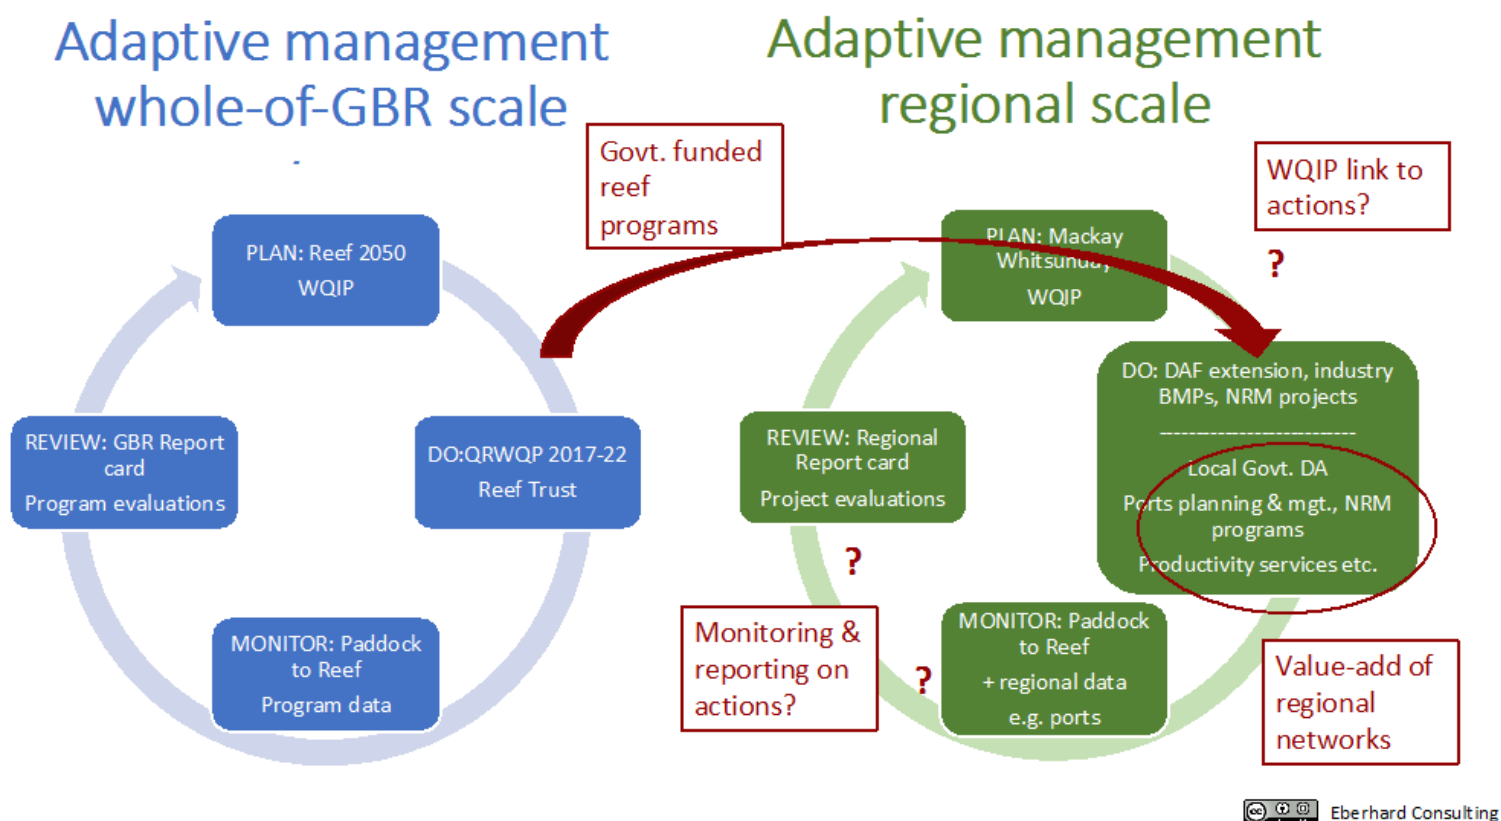 Adaptive management
whole-of-GBR scale
Adaptive management
regional scale
Govt. funded
reef
programs
WQIP link to
actions?
?
PLAN: Reef 2050
WQIP
DO:QRWQP 2017-22
Reef Trust
MONITOR: Paddock
to Reef
Program data
REVIEW: GBR Report
card
Program evaluations
PLAN: Mackay
Whitsunday
WQIP
DO: DAF extension, industry
BMPs, NRM projects
---------------------------
Local Govt. DA
Ports planning & mgt., NRM
programs
Productivity services etc.
MONITOR: Paddock
to Reef
+ regional data
e.g. ports
REVIEW: Regional
Report card
Project evaluations
?
?
Monitoring &
reporting on
actions?
Value-add of
regional
networks
cc
Eberhard Consulting